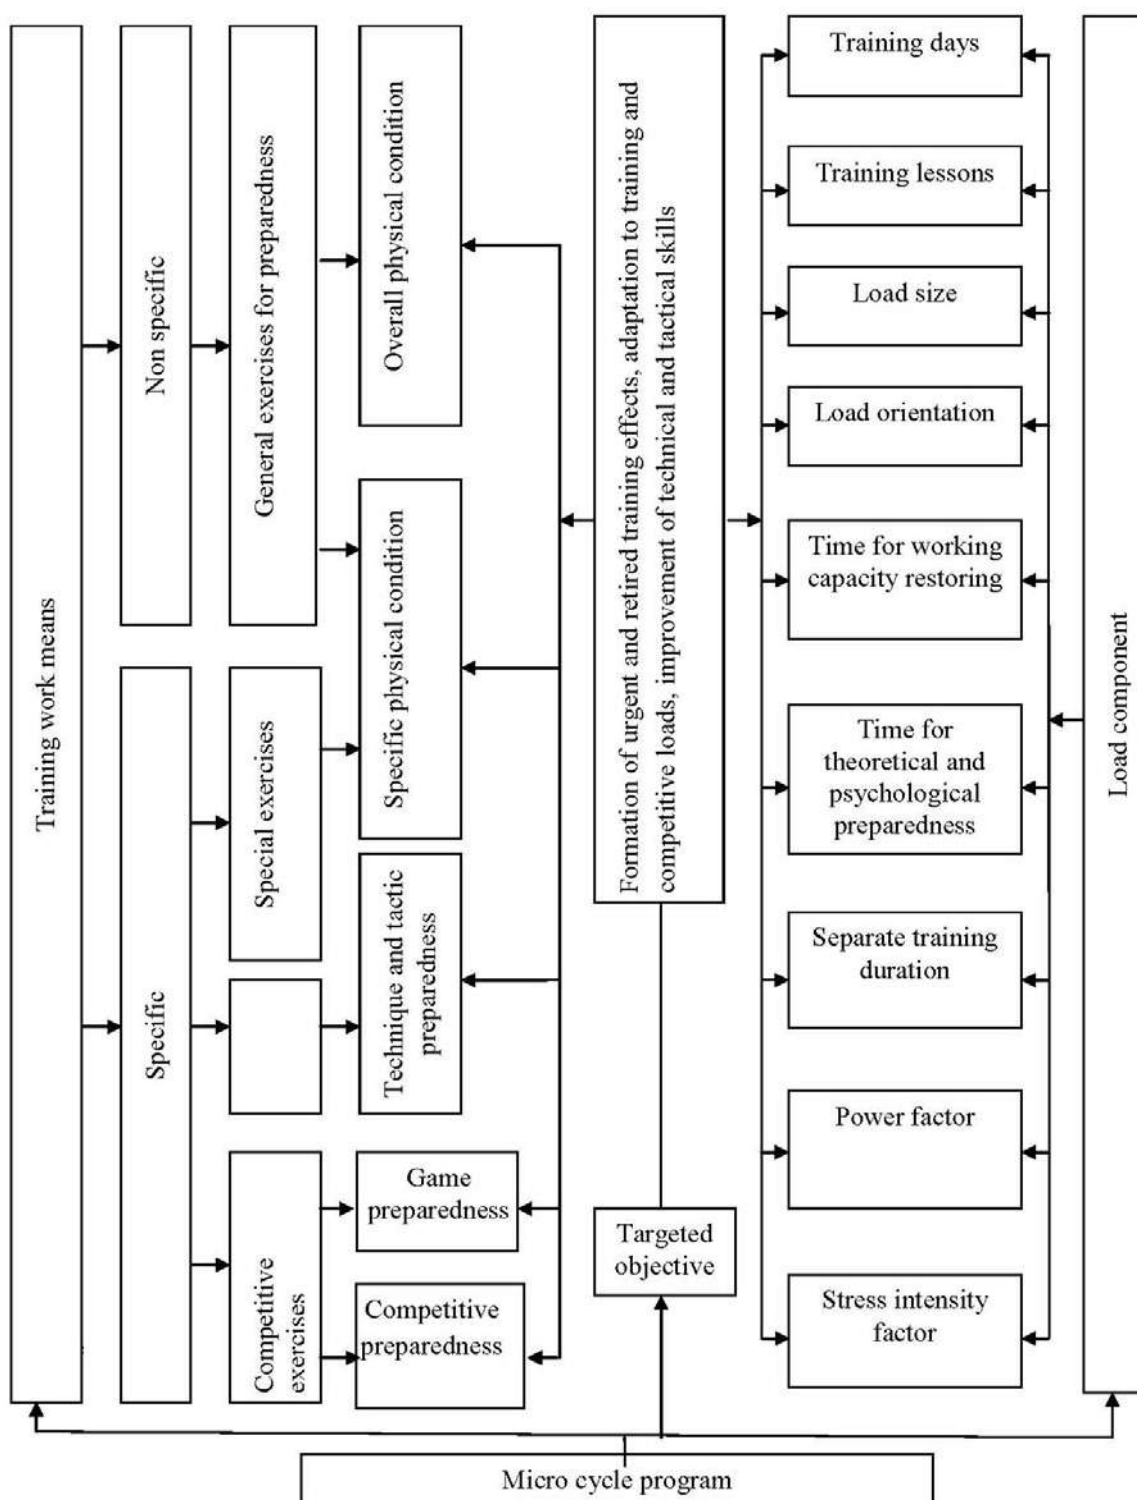 Training work means
Non specific
Specific
General exercises for preparedness
Special exercises
Competitive
exercises
Overall physical condition
Specific physical condition
Technique and tactic
preparedness
Game
preparedness
Competitive
preparedness
Formation of urgent and retired training effects, adaptation to training and
competitive loads, improvement of technical and tactical skills
Targeted
objective
Training days
Training lessons
Load size
Load orientation
Time for working
capacity restoring
Time for
theoretical and
psychological
preparedness
Separate training
duration
Power factor
Stress intensity
factor
Load component
Micro cycle program